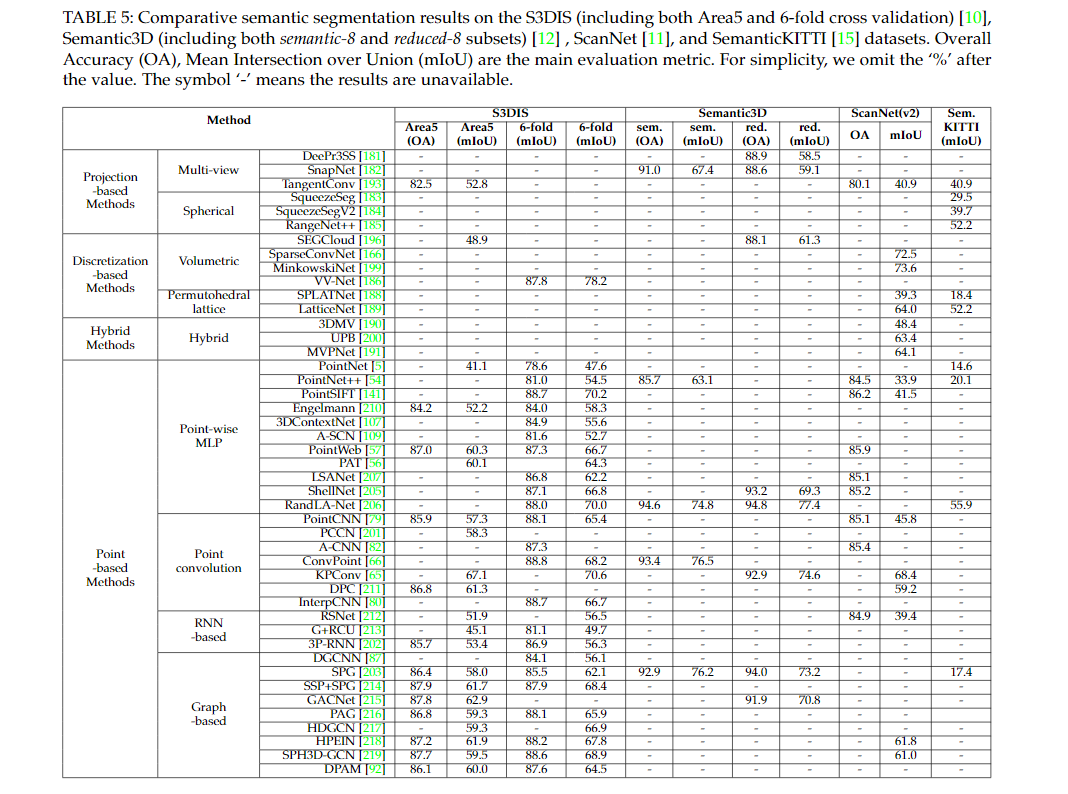 TABLE 5: Comparative semantic segmentation results on the S3DIS (including both Area5 and 6-fold cross validation) [10],
Semantic3D (including both semantic-8 and reduced-8 subsets) [12] , ScanNet [11], and SemanticKITTI [15] datasets. Overall
Accuracy (OA), Mean Intersection over Union (mIoU) are the main evaluation metric. For simplicity, we omit the ‘%’ after
the value. The symbol ‘-’ means the results are unavailable.
Method S3DIS Semantic3D ScanNet(v2) Sem. KITTI (mIoU)
Area5 (OA) Area5 (mIoU) 6-fold (mIoU) 6-fold (mIoU) sem. (OA) sem. (mIoU) red. (OA) red. (mIoU) OA mIoU
Projection -based Methods
Multi-view
DeePr3SS [181] - - - - - - 88.9 58.5 - - -
SnapNet [182] - - - - 91.0 67.4 88.6 59.1 - - -
TangentConv [193] 82.5 52.8 - - - - - - 80.1 40.9 40.9
Spherical
SqueezeSeg [183] - - - - - - - - - - 29.5
SqueezeSegV2 [184] - - - - - - - - - - 39.7
RangeNet++ [185] - - - - - - - - - - 52.2
Discretization -based Methods
Volumetric
SEGCloud [196] - 48.9 - - - - 88.1 61.3 - - -
SparseConvNet [166] - - - - - - - - - 72.5 -
MinkowskiNet [199] - - - - - - - - - 73.6 -
VV-Net [186] - - 87.8 78.2 - - - - - - -
Permutohedral lattice
SPLATNet [188] - - - - - - - - - 39.3 18.4
LatticeNet [189] - - - - - - - - - 64.0 52.2
Hybrid Methods
Hybrid
3DMV [190] - - - - - - - - - 48.4 -
UPB [200] - - - - - - - - - 63.4 -
MVPNet [191] - - - - - - - - - 64.1 -
Point -based Methods
Point-wise MLP
PointNet [5] - 41.1 78.6 47.6 - - - - - - 14.6
PointNet++ [54] - - 81.0 54.5 85.7 63.1 - - 84.5 33.9 20.1
PointSIFT [141] - - 88.7 70.2 - - - - 86.2 41.5 -
Engelmann [210] 84.2 52.2 84.0 58.3 - - - - - - -
3DContextNet [107] - - 84.9 55.6 - - - - - - -
A-SCN [109] - - 81.6 52.7 - - - - - - -
PointWeb [57] 87.0 60.3 87.3 66.7 - - - - 85.9 - -
PAT [56] 60.1 64.3 - - - - - - -
LSANet [207] - - 86.8 62.2 - - - - 85.1 - -
ShellNet [205] - - 87.1 66.8 - - 93.2 69.3 85.2 - -
RandLA-Net [206] - - 88.0 70.0 94.6 74.8 94.8 77.4 - - 55.9
Point convolution
PointCNN [79] 85.9 57.3 88.1 65.4 - - - - 85.1 45.8 -
PCCN [201] - 58.3 - - - - - - - - -
A-CNN [82] - - 87.3 - - - - 85.4 - -
ConvPoint [66] - - 88.8 68.2 93.4 76.5 - - - - -
KPConv [65] - 67.1 - 70.6 - - 92.9 74.6 - 68.4 -
DPC [211] 86.8 61.3 - - - - - - - 59.2 -
InterpCNN [80] - - 88.7 66.7 - - - - - - -
RNN -based
RSNet [212] - 51.9 - 56.5 - - - - 84.9 39.4 -
G+RCU [213] - 45.1 81.1 49.7 - - - - - - -
3P-RNN [202] 85.7 53.4 86.9 56.3 - - - - - - -
Graph -based
DGCNN [87] - - 84.1 56.1 - - - - - - -
SPG [203] 86.4 58.0 85.5 62.1 92.9 76.2 94.0 73.2 - - 17.4
SSP+SPG [214] 87.9 61.7 87.9 68.4 - - - - - - -
GACNet [215] 87.8 62.9 - - - - 91.9 70.8 - - -
PAG [216] 86.8 59.3 88.1 65.9 - - - - - - -
HDGCN [217] - 59.3 - 66.9 - - - - - - -
HPEIN [218] 87.2 61.9 88.2 67.8 - - - - - 61.8 -
SPH3D-GCN [219] 87.7 59.5 88.6 68.9 - - - - - 61.0 -
DPAM [92] 86.1 60.0 87.6 64.5 - - - - - - -